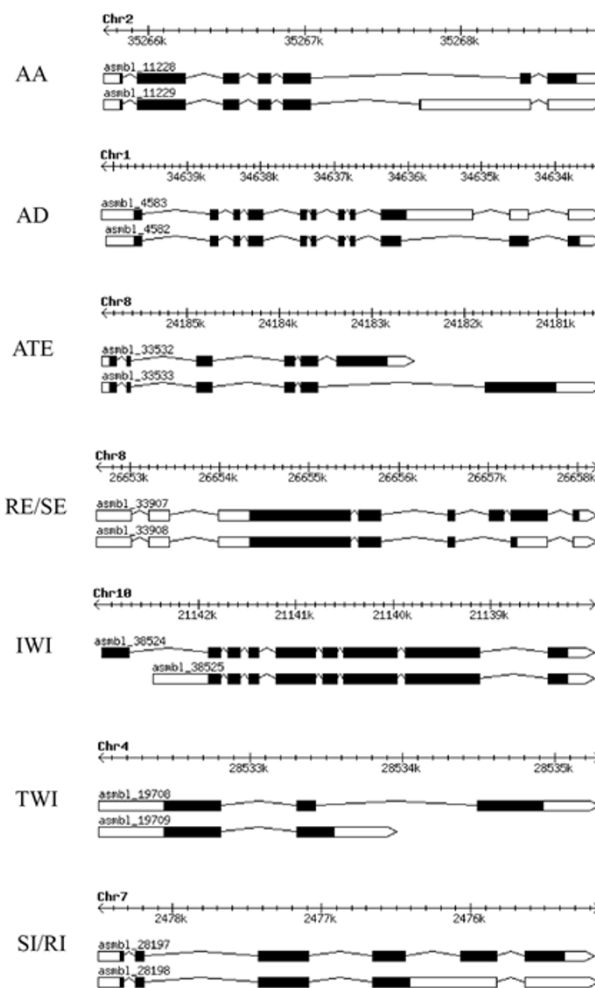 Chr2
35266k 35267k 35268k
AA
asmbl_11228
asmbl_11229
Chr1
34639k 34638k 34637k 34636k 34635k 34634k
AD
asmbl_4583
asmbl_4582
Chr8
24185k 24184k 24183k 24182k 24181k
ATE
asmbl_33532
asmbl_33533
Chr8
26653k 26654k 26655k 26656k 26657k 26658k
RE/SE
asmbl_33907
asmbl_33908
Chr10
21142k 21141k 21140k 21139k
IWI
asmbl_38524
asmbl_38525
Chr4
28533k 28534k 28535k
TWI
asmbl_19708
asmbl_19709
Chr7
2478k 2477k 2476k
SI/RI
asmbl_28197
asmbl_28198